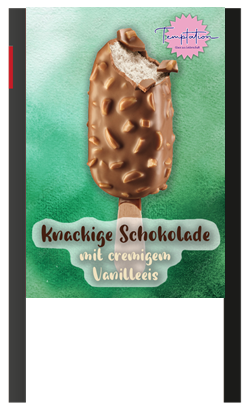 Temptation
Knackige Schokolade
mit cremigem
Vanilleeis